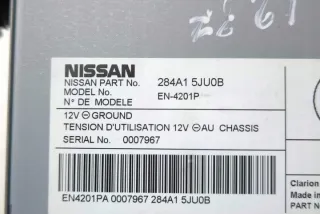 NISSAN
NISSAN PART No. 284A1 5JU0B
MODEL No. EN-4201P
N° DE MODELE
12V ⊖ GROUND
TENSION D'UTILISATION 12V ⊖ AU CHASSIS
SERIAL No. 0007967
EN4201PA 0007967 284A1 5JU0B
Clarion
Made in
PART N